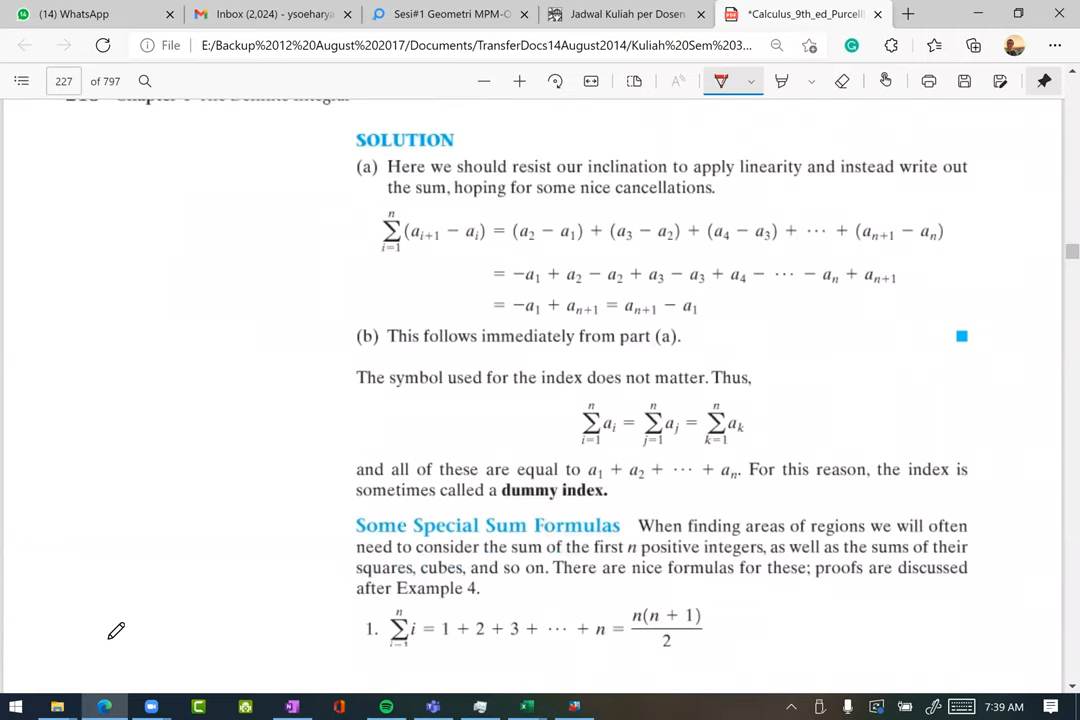 (14) WhatsApp
Inbox (2,024) - ysoeharya
Sesi#1 Geometri MPM-O
Jadwal Kuliah per Dosen
*Calculus_9th_ed_Purcell
File
E:/Backup%2012%20August%202017/Documents/TransferDocs14August2014/Kuliah%20Sem%203...
227 of 797
SOLUTION
(a) Here we should resist our inclination to apply linearity and instead write out
the sum, hoping for some nice cancellations.
∑_{i=1}^{n} (a_{i+1} − a_i) = (a_2 − a_1) + (a_3 − a_2) + (a_4 − a_3) + ⋯ + (a_{n+1} − a_n)
= −a_1 + a_2 − a_2 + a_3 − a_3 + a_4 − ⋯ − a_n + a_{n+1}
= −a_1 + a_{n+1} = a_{n+1} − a_1
(b) This follows immediately from part (a).
The symbol used for the index does not matter. Thus,
∑_{i=1}^{n} a_i = ∑_{j=1}^{n} a_j = ∑_{k=1}^{n} a_k
and all of these are equal to a_1 + a_2 + ⋯ + a_n. For this reason, the index is
sometimes called a dummy index.
Some Special Sum Formulas When finding areas of regions we will often
need to consider the sum of the first n positive integers, as well as the sums of their
squares, cubes, and so on. There are nice formulas for these; proofs are discussed
after Example 4.
1. ∑_{i=1}^{n} i = 1 + 2 + 3 + ⋯ + n = n(n + 1)/2
7:39 AM